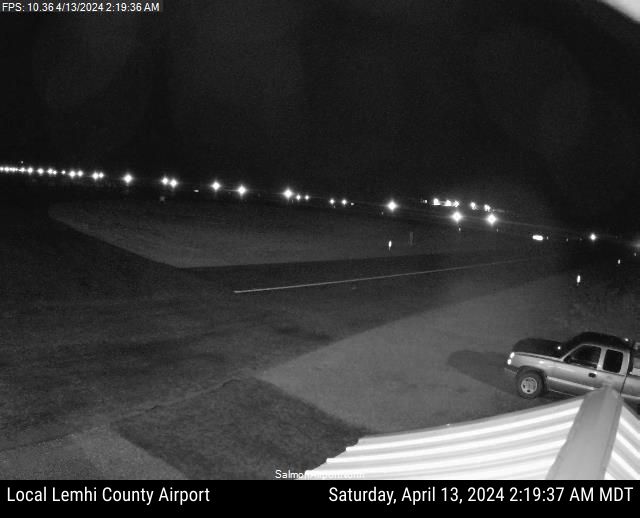 FPS: 10.36 4/13/2024 2:19:36 AM
Local Lemhi County Airport
Saturday, April 13, 2024 2:19:37 AM MDT